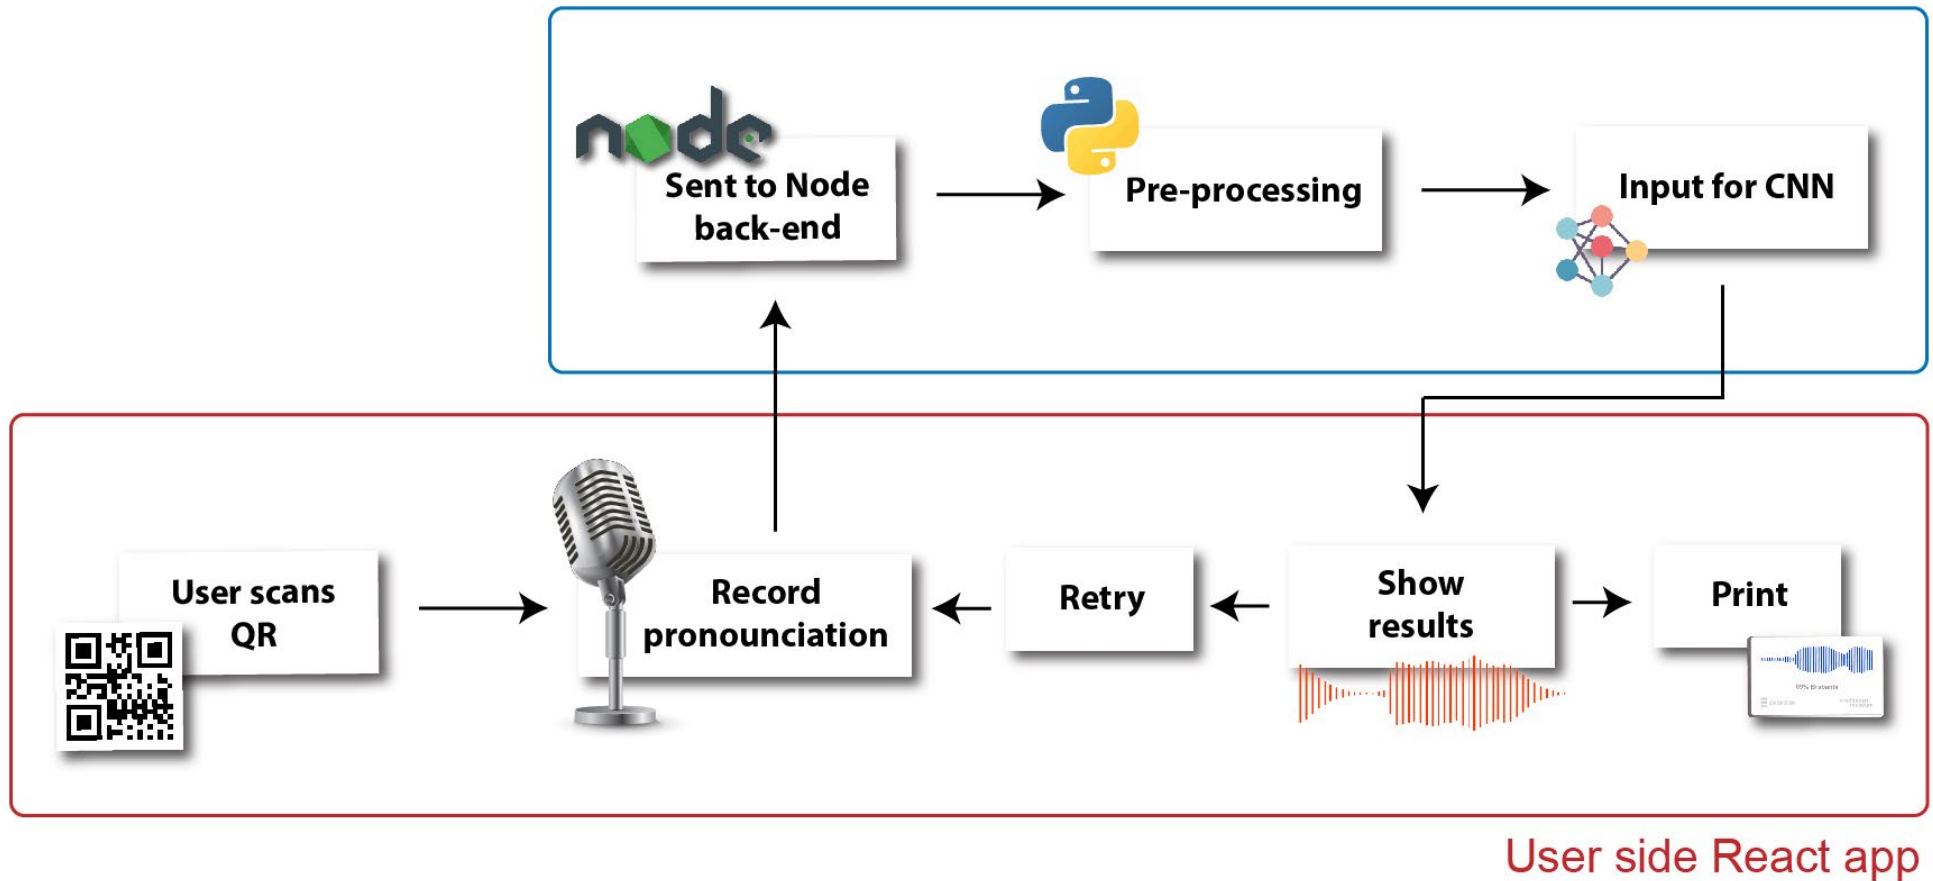 node
Sent to Node
back-end
Pre-processing
Input for CNN
User scans
QR
Record
pronounciation
Retry
Show
results
Print
User side React app